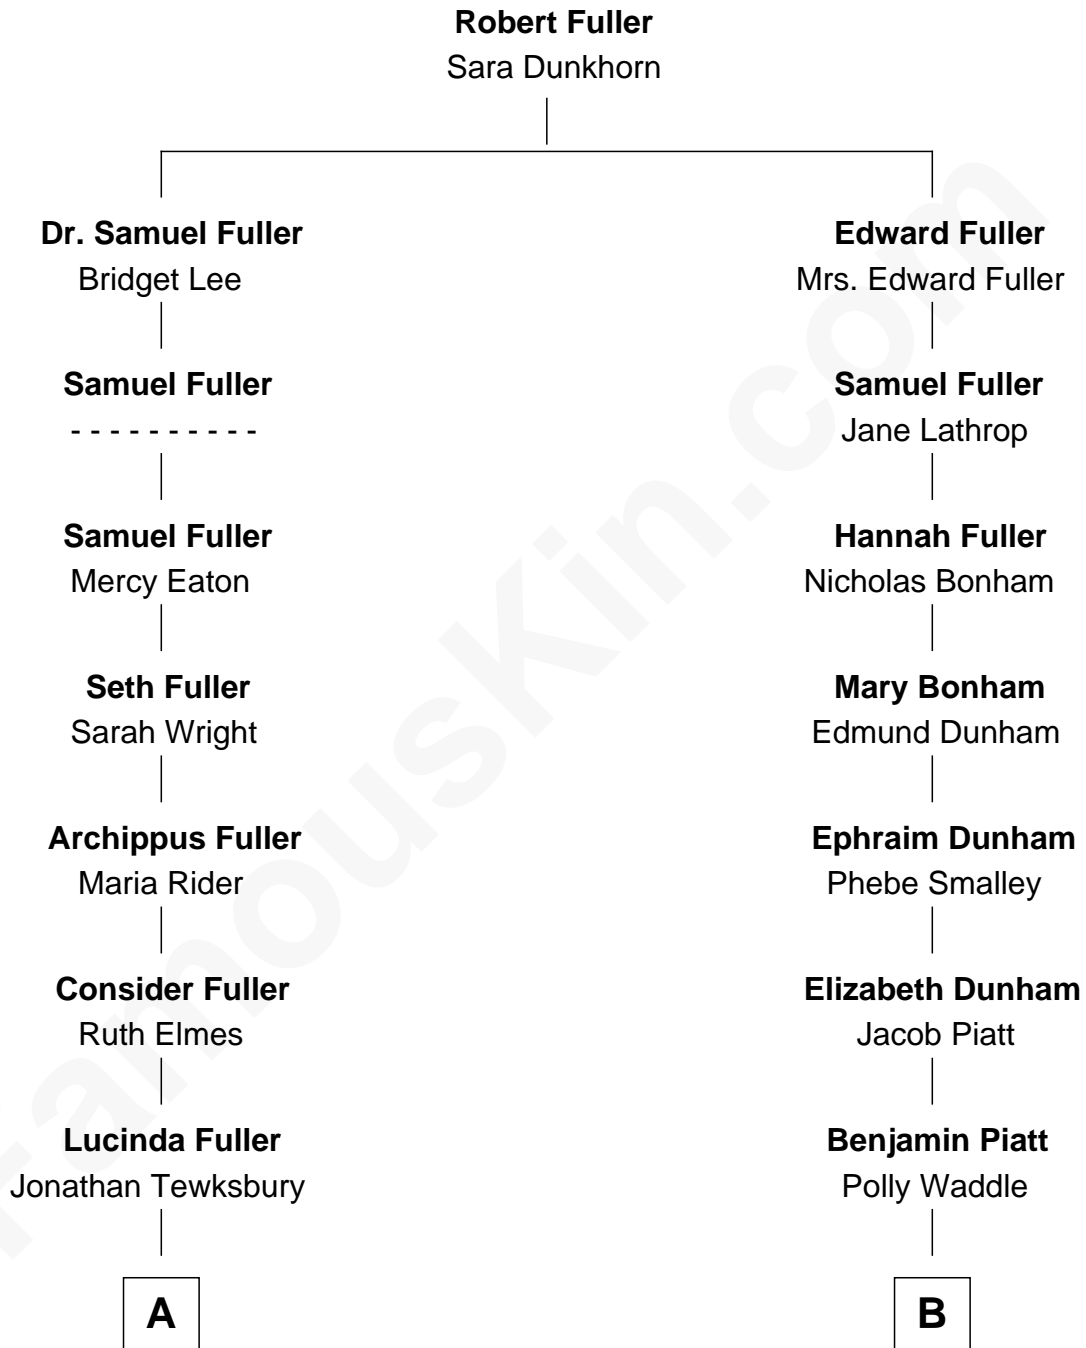 Robert Fuller
Sara Dunkhorn
Dr. Samuel Fuller
Bridget Lee
Edward Fuller
Mrs. Edward Fuller
Samuel Fuller
- - - - - - - - - -
Samuel Fuller
Jane Lathrop
Samuel Fuller
Mercy Eaton
Hannah Fuller
Nicholas Bonham
Seth Fuller
Sarah Wright
Mary Bonham
Edmund Dunham
Archippus Fuller
Maria Rider
Ephraim Dunham
Phebe Smalley
Consider Fuller
Ruth Elmes
Elizabeth Dunham
Jacob Piatt
Lucinda Fuller
Jonathan Tewksbury
Benjamin Piatt
Polly Waddle
A
B
FamousKin.com